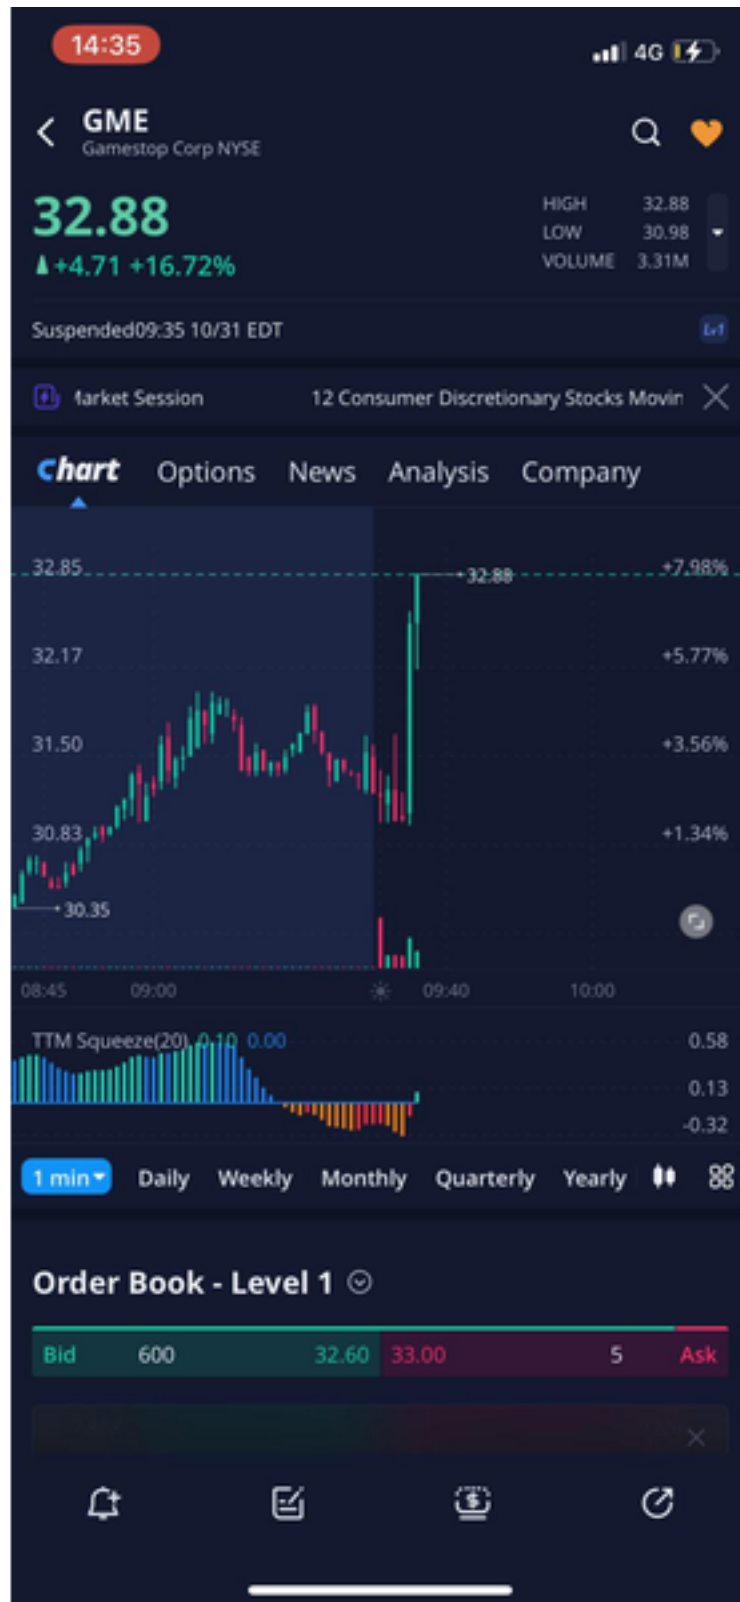 14:35
4G
GME
Gamestop Corp NYSE
32.88
+4.71 +16.72%
HIGH 32.88
LOW 30.98
VOLUME 3.31M
Suspended09:35 10/31 EDT
Lv1
Market Session 12 Consumer Discretionary Stocks Movin
Chart Options News Analysis Company
32.85 +7.98%
32.88
32.17 +5.77%
31.50 +3.56%
30.83 +1.34%
30.35
08:45 09:00 09:40 10:00
TTM Squeeze(20) 0.10 0.00 0.58
0.13
-0.32
1 min Daily Weekly Monthly Quarterly Yearly
Order Book - Level 1
Bid 600 32.60 33.00 5 Ask